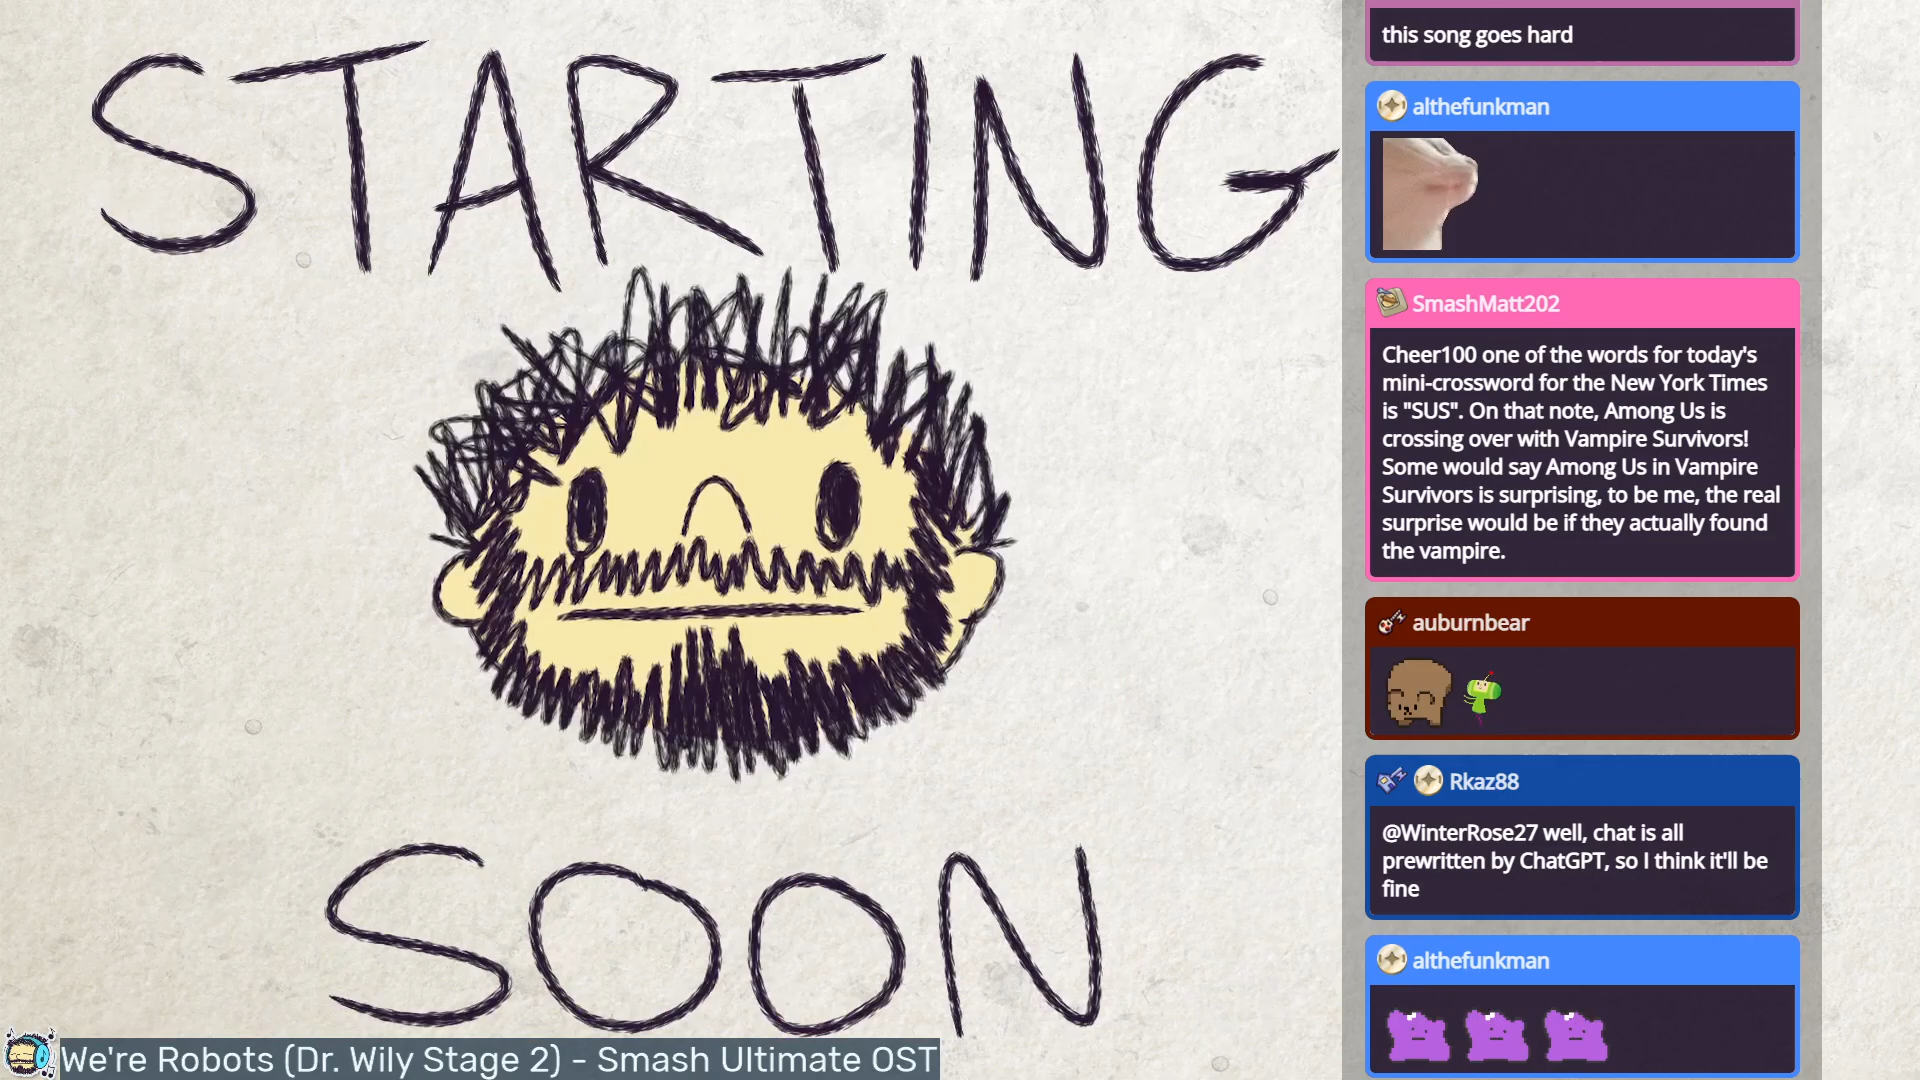 STARTING
SOON
We're Robots (Dr. Wily Stage 2) - Smash Ultimate OST
this song goes hard
althefunkman
SmashMatt202
Cheer100 one of the words for today's
mini-crossword for the New York Times
is "SUS". On that note, Among Us is
crossing over with Vampire Survivors!
Some would say Among Us in Vampire
Survivors is surprising, to be me, the real
surprise would be if they actually found
the vampire.
auburnbear
Rkaz88
@WinterRose27 well, chat is all
prewritten by ChatGPT, so I think it'll be
fine
althefunkman